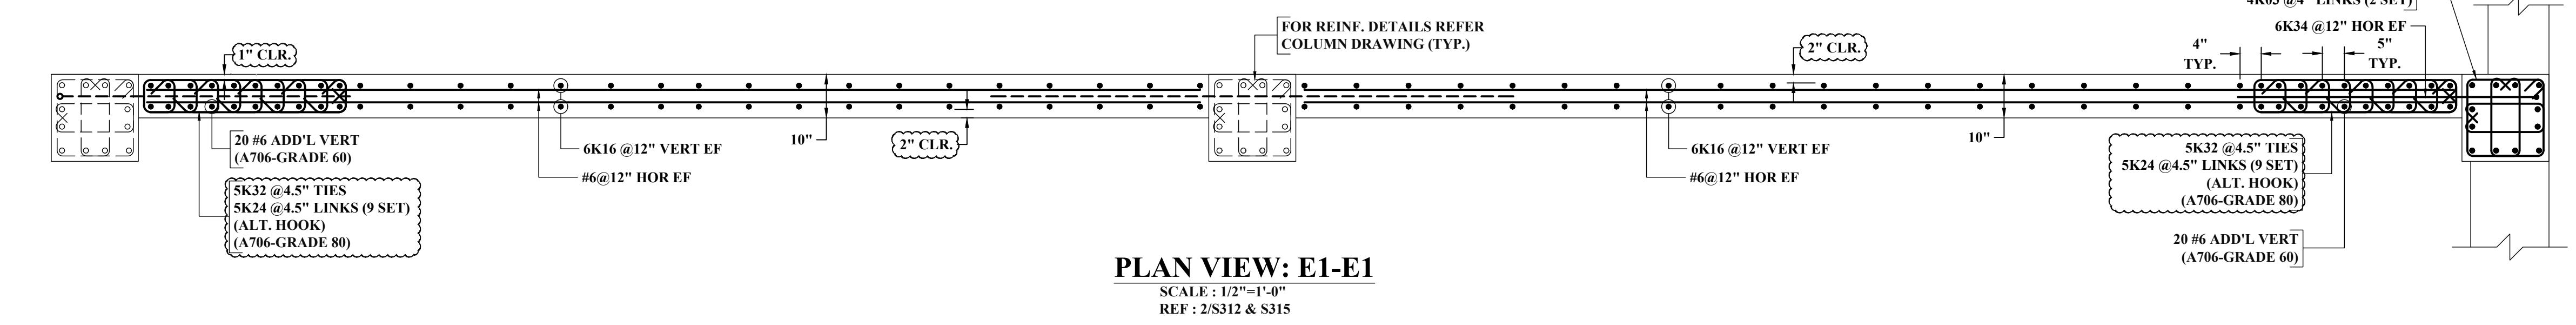 4K03 @4" LINKS (2 SET)
6K34 @12" HOR EF
FOR REINF. DETAILS REFER
COLUMN DRAWING (TYP.)
1" CLR.
2" CLR.
4"
TYP.
5"
TYP.
20 #6 ADD'L VERT
(A706-GRADE 60)
5K32 @4.5" TIES
5K24 @4.5" LINKS (9 SET)
(ALT. HOOK)
(A706-GRADE 80)
6K16 @12" VERT EF
#6@12" HOR EF
10"
2" CLR.
6K16 @12" VERT EF
#6@12" HOR EF
10"
5K32 @4.5" TIES
5K24 @4.5" LINKS (9 SET)
(ALT. HOOK)
(A706-GRADE 80)
20 #6 ADD'L VERT
(A706-GRADE 60)
PLAN VIEW: E1-E1
SCALE : 1/2"=1'-0"
REF : 2/S312 & S315